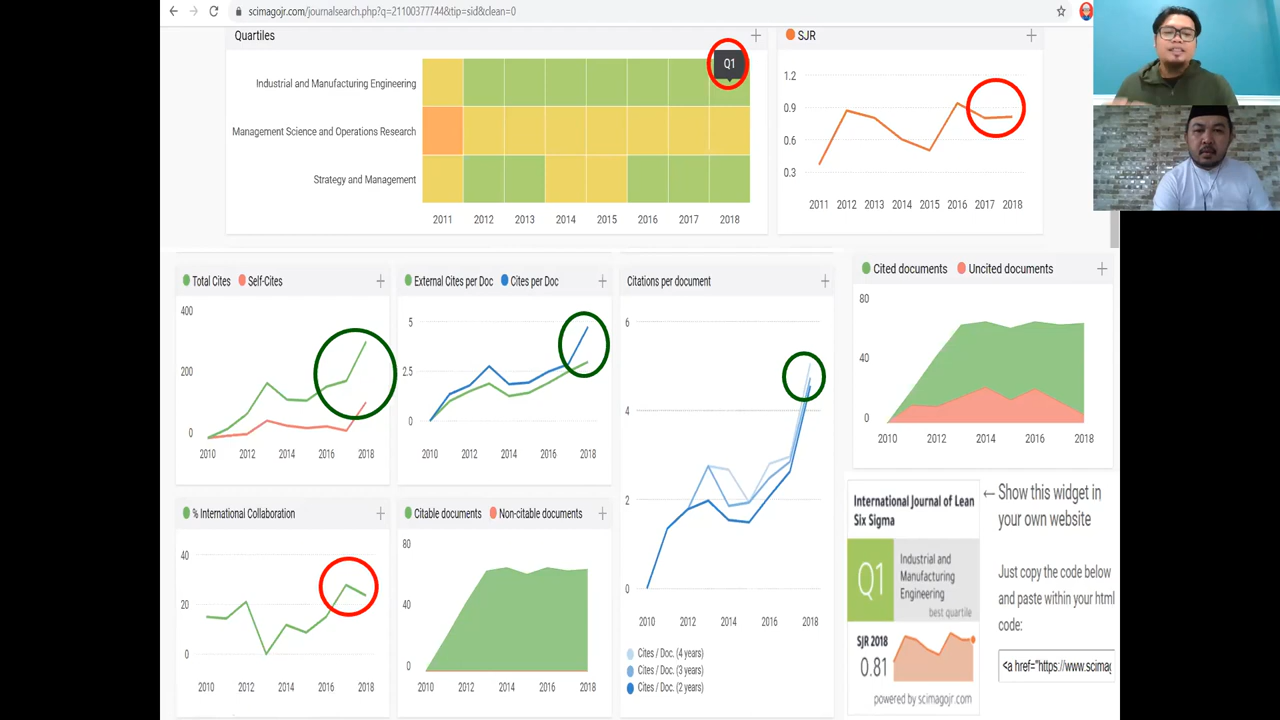 scimagojr.com/journalsearch.php?q=21100377744&tip=sid&clean=0
Quartiles
Q1
Industrial and Manufacturing Engineering
Management Science and Operations Research
Strategy and Management
2011 2012 2013 2014 2015 2016 2017 2018
SJR
1.2
0.9
0.6
0.3
2011 2012 2013 2014 2015 2016 2017 2018
Total Cites Self-Cites
400
200
0
2010 2012 2014 2016 2018
External Cites per Doc Cites per Doc
5
2.5
0
2010 2012 2014 2016 2018
Citations per document
6
4
2
0
2010 2012 2014 2016 2018
Cites / Doc. (4 years)
Cites / Doc. (3 years)
Cites / Doc. (2 years)
Cited documents Uncited documents
80
40
0
2010 2012 2014 2016 2018
% International Collaboration
40
20
0
2010 2012 2014 2016 2018
Citable documents Non-citable documents
80
40
0
2010 2012 2014 2016 2018
International Journal of Lean
Six Sigma
Q1
Industrial and
Manufacturing
Engineering
best quartile
SJR 2018
0.81
powered by scimagojr.com
← Show this widget in
your own website
Just copy the code below
and paste within your html
code:
<a href="https://www.scimag